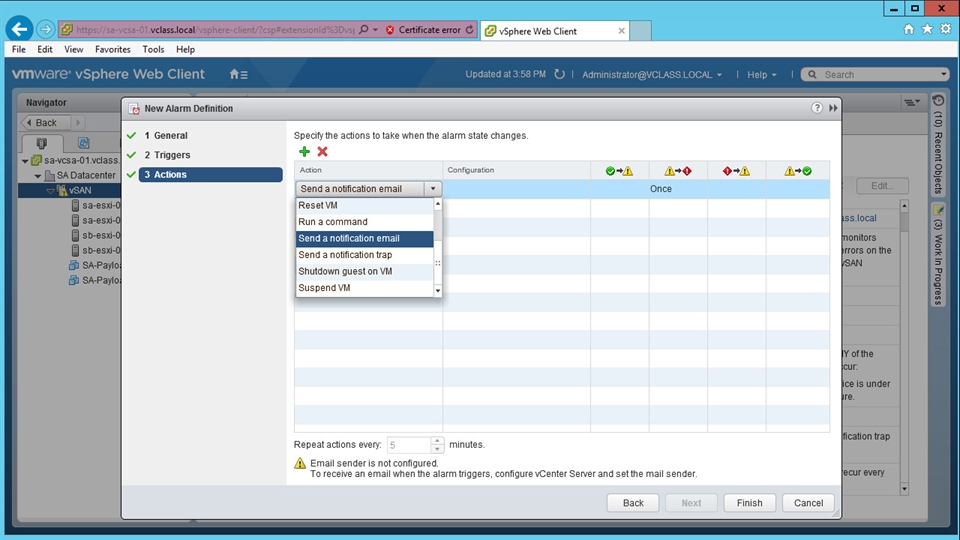 https://sa-vcsa-01.vclass.local/vsphere-client/?csp#extensionId%3Dvsp
Certificate error
vSphere Web Client
File Edit View Favorites Tools Help
vmware® vSphere Web Client
Updated at 3:58 PM
Administrator@VCLASS.LOCAL
Help
Search
Navigator
Back
sa-vcsa-01.vclass.
SA Datacenter
vSAN
sa-esxi-0
sa-esxi-0
sb-esxi-0
sb-esxi-0
SA-Paylo
SA-Paylo
New Alarm Definition
1 General
2 Triggers
3 Actions
Specify the actions to take when the alarm state changes.
Action Configuration
Send a notification email Once
Reset VM
Run a command
Send a notification email
Send a notification trap
Shutdown guest on VM
Suspend VM
Repeat actions every: 5 minutes.
Email sender is not configured.
To receive an email when the alarm triggers, configure vCenter Server and set the mail sender.
Back Next Finish Cancel
Edit...
ass.local
monitors
errors on the
vSAN
NY of the
cur:
ice is under
ure.
fication trap
recur every
(10) Recent Objects
(3) Work In Progress